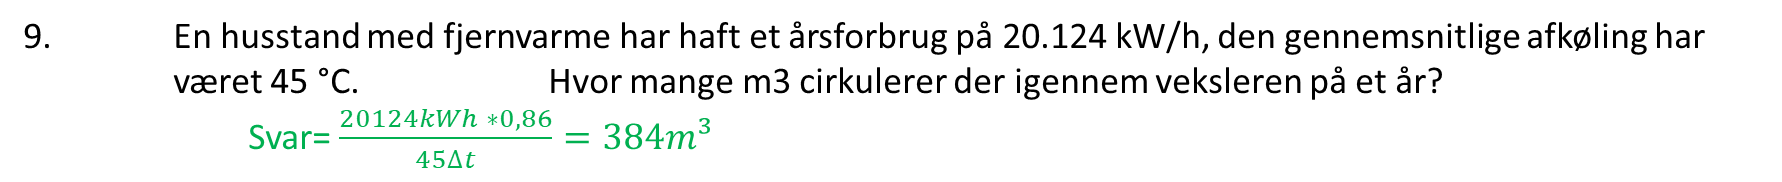 9. En husstand med fjernvarme har haft et årsforbrug på 20.124 kW/h, den gennemsnitlige afkøling har
været 45 °C. Hvor mange m3 cirkulerer der igennem veksleren på et år?
Svar= \frac{20124kWh *0,86}{45Δt} = 384m³